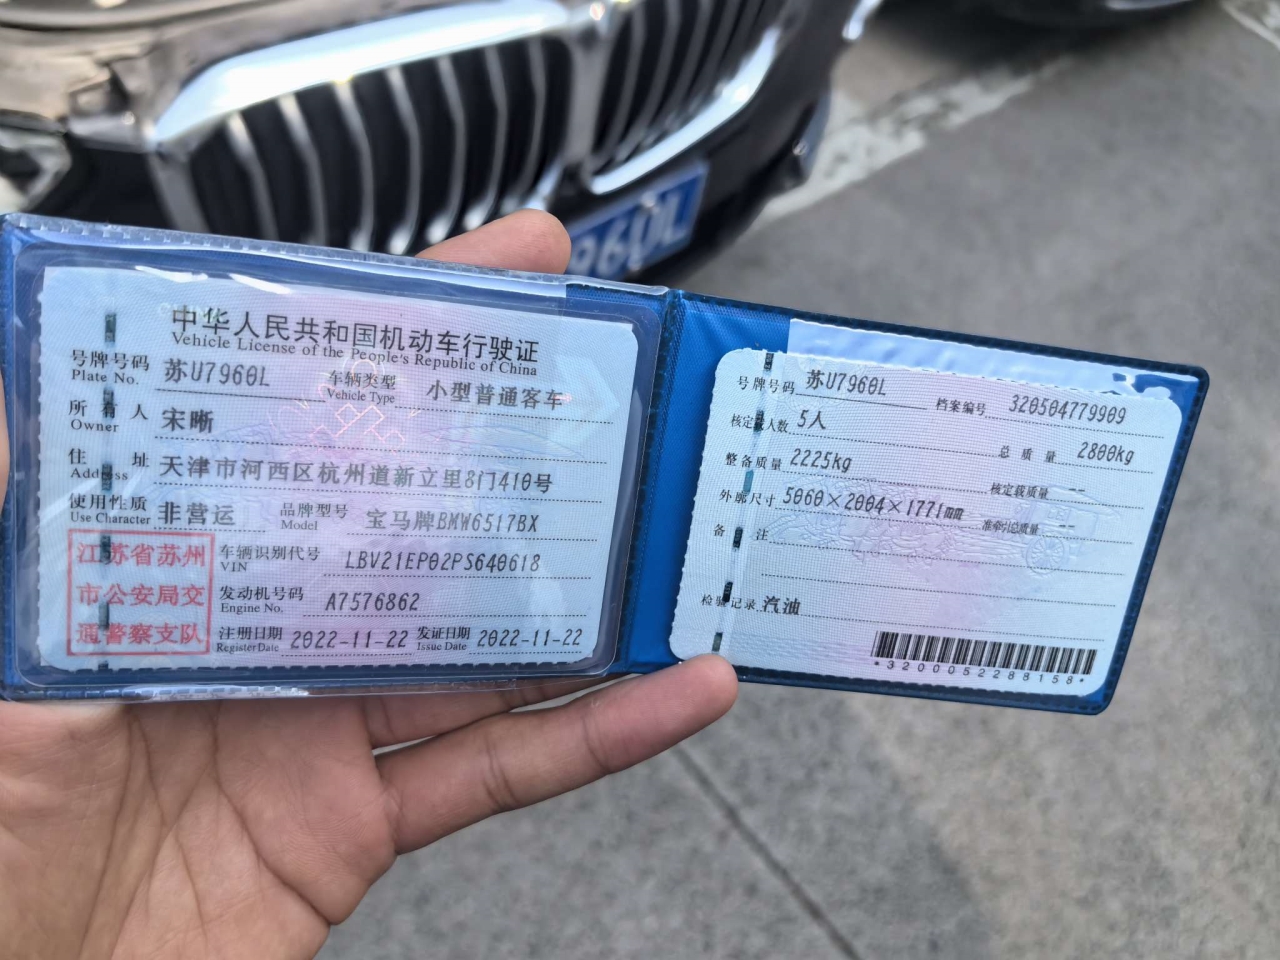 中华人民共和国机动车行驶证
Vehicle License of the People's Republic of China
号牌号码 苏U7960L 车辆类型 小型普通客车
Plate No. Vehicle Type
所有人 宋晰
Owner
住址 天津市河西区杭州道新立里8门410号
Address
使用性质 非营运 品牌型号 宝马牌BMW6517BX
Use Character Model
江苏省苏州
市公安局交
通警察支队
车辆识别代号 LBV21EP02PS640618
VIN
发动机号码 A7576862
Engine No.
注册日期 2022-11-22 发证日期 2022-11-22
Register Date Issue Date
号牌号码 苏U7960L 档案编号 320504779909
核定载人数 5人 总质量 2800kg
整备质量 2225kg 核定载质量 --
外廓尺寸 5060×2004×1771mm 准牵引总质量 --
备注
检验记录 汽油
*3200052288158*
960L